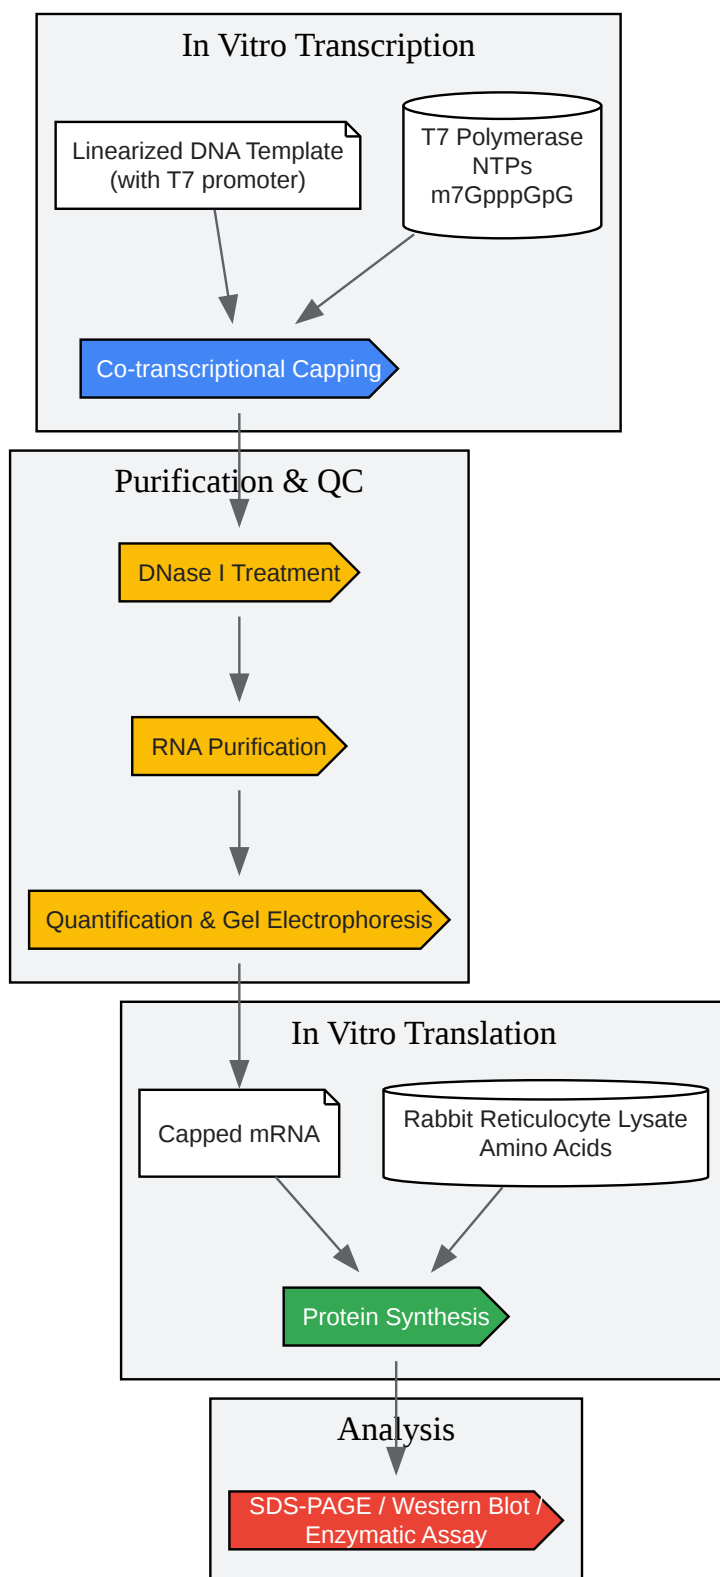 In Vitro Transcription
Linearized DNA Template
(with T7 promoter)
T7 Polymerase
NTPs
m7GpppGpG
Co-transcriptional Capping
Purification & QC
DNase I Treatment
RNA Purification
Quantification & Gel Electrophoresis
In Vitro Translation
Capped mRNA
Rabbit Reticulocyte Lysate
Amino Acids
Protein Synthesis
Analysis
SDS-PAGE / Western Blot /
Enzymatic Assay